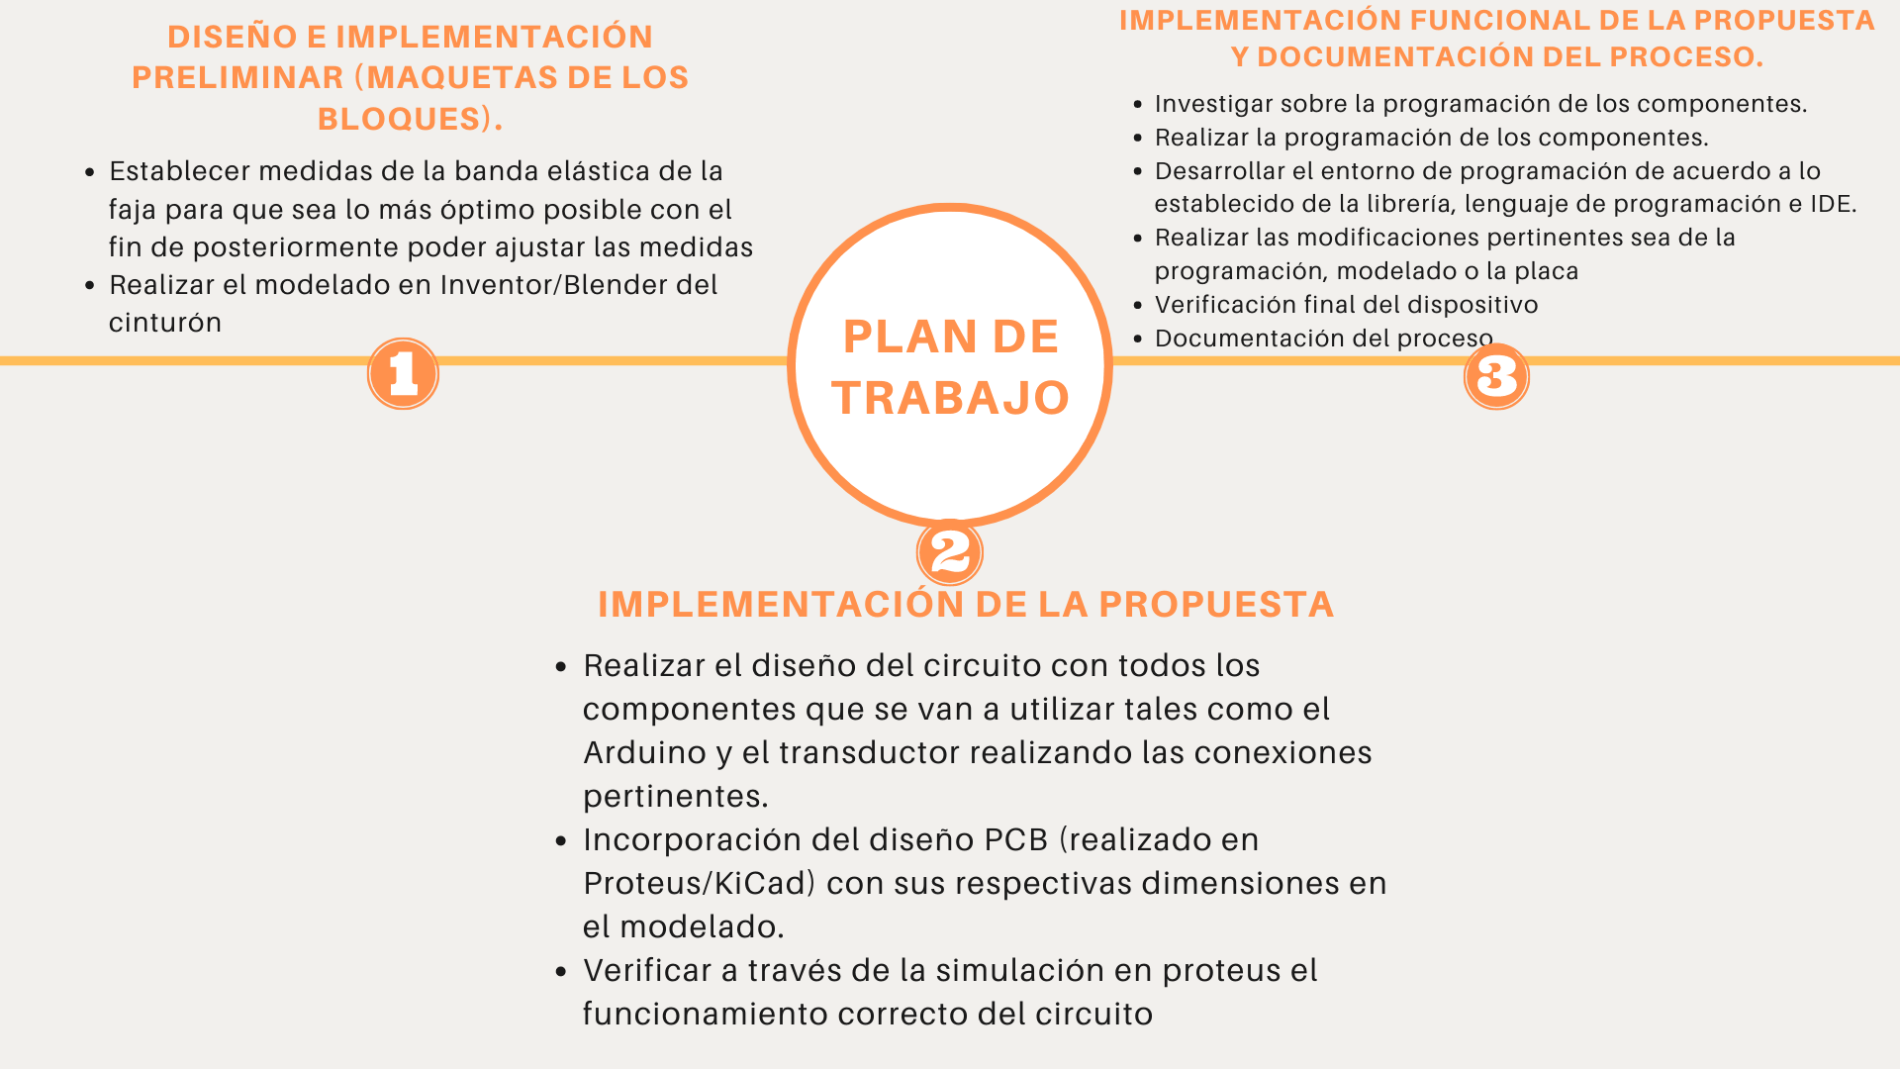 DISEÑO E IMPLEMENTACIÓN
PRELIMINAR (MAQUETAS DE LOS
BLOQUES).
• Establecer medidas de la banda elástica de la
faja para que sea lo más óptimo posible con el
fin de posteriormente poder ajustar las medidas
• Realizar el modelado en Inventor/Blender del
cinturón
1
PLAN DE
TRABAJO
2
IMPLEMENTACIÓN DE LA PROPUESTA
• Realizar el diseño del circuito con todos los
componentes que se van a utilizar tales como el
Arduino y el transductor realizando las conexiones
pertinentes.
• Incorporación del diseño PCB (realizado en
Proteus/KiCad) con sus respectivas dimensiones en
el modelado.
• Verificar a través de la simulación en proteus el
funcionamiento correcto del circuito
IMPLEMENTACIÓN FUNCIONAL DE LA PROPUESTA
Y DOCUMENTACIÓN DEL PROCESO.
• Investigar sobre la programación de los componentes.
• Realizar la programación de los componentes.
• Desarrollar el entorno de programación de acuerdo a lo
establecido de la librería, lenguaje de programación e IDE.
• Realizar las modificaciones pertinentes sea de la
programación, modelado o la placa
• Verificación final del dispositivo
• Documentación del proceso
3